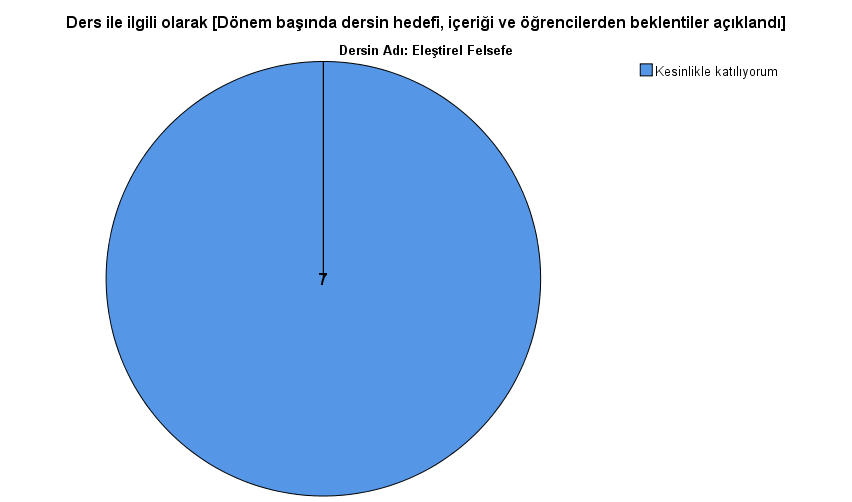 Ders ile ilgili olarak [Dönem başında dersin hedefi, içeriği ve öğrencilerden beklentiler açıklandı]
Dersin Adı: Eleştirel Felsefe
Kesinlikle katılıyorum
7